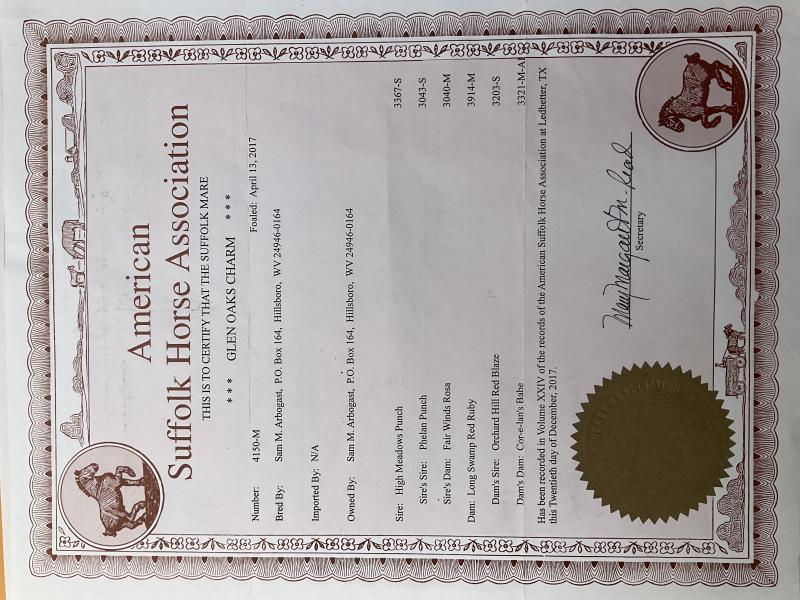 American
Suffolk Horse Association
THIS IS TO CERTIFY THAT THE SUFFOLK MARE
* * * GLEN OAKS CHARM * * *
Number: 4150-M Foaled: April 13, 2017
Bred By: Sam M. Arbogast, P.O. Box 164, Hillsboro, WV 24946-0164
Imported By: N/A
Owned By: Sam M. Arbogast, P.O. Box 164, Hillsboro, WV 24946-0164
Sire: High Meadows Punch 3367-S
Sire's Sire: Phelan Punch 3043-S
Sire's Dam: Fair Winds Rosa 3040-M
Dam: Long Swamp Red Ruby 3914-M
Dam's Sire: Orchard Hill Red Blaze 3203-S
Dam's Dam: Cor-e-lan's Babe 3321-M-AI
Has been recorded in Volume XXIV of the records of the American Suffolk Horse Association at Ledbetter, TX
this Twentieth day of December, 2017.
Mary Margaret M. Read
Secretary
ASSOCIATION